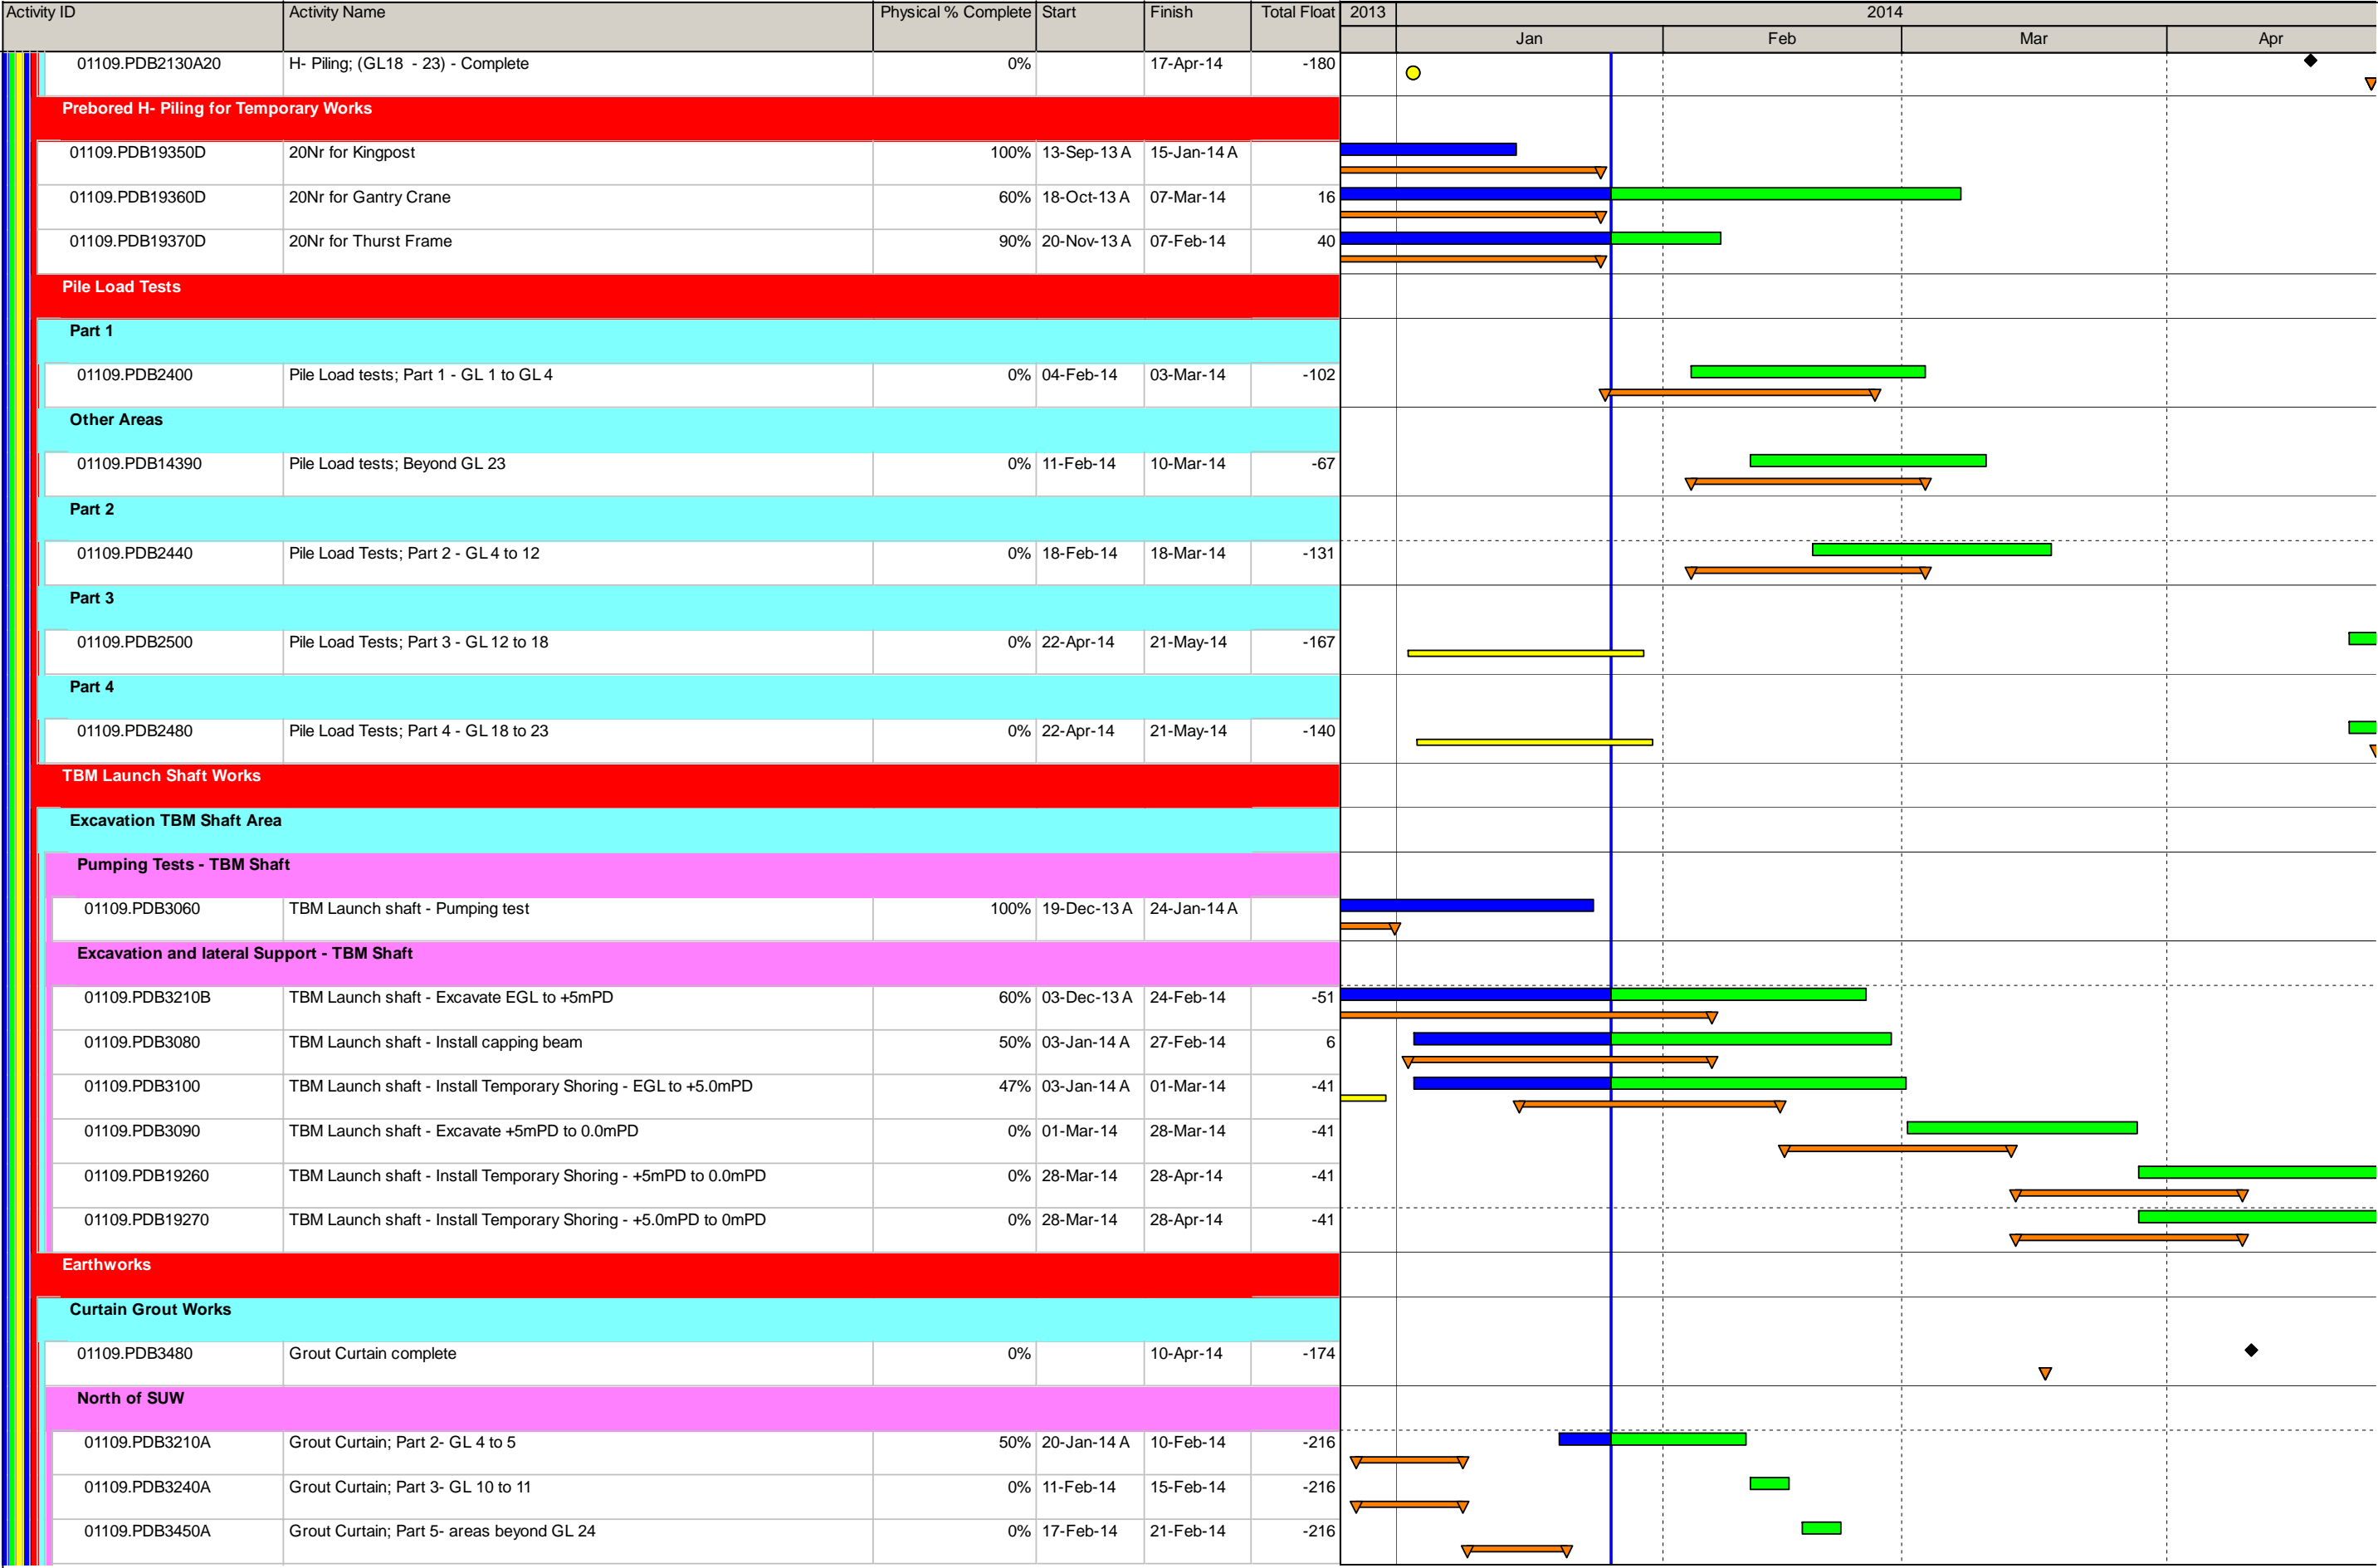 Activity ID Activity Name Physical % Complete Start Finish Total Float 2013 2014
Jan Feb Mar Apr
01109.PDB2130A20 H- Piling; (GL18 - 23) - Complete 0% 17-Apr-14 -180
Prebored H- Piling for Temporary Works
01109.PDB19350D 20Nr for Kingpost 100% 13-Sep-13 A 15-Jan-14 A
01109.PDB19360D 20Nr for Gantry Crane 60% 18-Oct-13 A 07-Mar-14 16
01109.PDB19370D 20Nr for Thurst Frame 90% 20-Nov-13 A 07-Feb-14 40
Pile Load Tests
Part 1
01109.PDB2400 Pile Load tests; Part 1 - GL 1 to GL 4 0% 04-Feb-14 03-Mar-14 -102
Other Areas
01109.PDB14390 Pile Load tests; Beyond GL 23 0% 11-Feb-14 10-Mar-14 -67
Part 2
01109.PDB2440 Pile Load Tests; Part 2 - GL 4 to 12 0% 18-Feb-14 18-Mar-14 -131
Part 3
01109.PDB2500 Pile Load Tests; Part 3 - GL 12 to 18 0% 22-Apr-14 21-May-14 -167
Part 4
01109.PDB2480 Pile Load Tests; Part 4 - GL 18 to 23 0% 22-Apr-14 21-May-14 -140
TBM Launch Shaft Works
Excavation TBM Shaft Area
Pumping Tests - TBM Shaft
01109.PDB3060 TBM Launch shaft - Pumping test 100% 19-Dec-13 A 24-Jan-14 A
Excavation and lateral Support - TBM Shaft
01109.PDB3210B TBM Launch shaft - Excavate EGL to +5mPD 60% 03-Dec-13 A 24-Feb-14 -51
01109.PDB3080 TBM Launch shaft - Install capping beam 50% 03-Jan-14 A 27-Feb-14 6
01109.PDB3100 TBM Launch shaft - Install Temporary Shoring - EGL to +5.0mPD 47% 03-Jan-14 A 01-Mar-14 -41
01109.PDB3090 TBM Launch shaft - Excavate +5mPD to 0.0mPD 0% 01-Mar-14 28-Mar-14 -41
01109.PDB19260 TBM Launch shaft - Install Temporary Shoring - +5mPD to 0.0mPD 0% 28-Mar-14 28-Apr-14 -41
01109.PDB19270 TBM Launch shaft - Install Temporary Shoring - +5.0mPD to 0mPD 0% 28-Mar-14 28-Apr-14 -41
Earthworks
Curtain Grout Works
01109.PDB3480 Grout Curtain complete 0% 10-Apr-14 -174
North of SUW
01109.PDB3210A Grout Curtain; Part 2- GL 4 to 5 50% 20-Jan-14 A 10-Feb-14 -216
01109.PDB3240A Grout Curtain; Part 3- GL 10 to 11 0% 11-Feb-14 15-Feb-14 -216
01109.PDB3450A Grout Curtain; Part 5- areas beyond GL 24 0% 17-Feb-14 21-Feb-14 -216